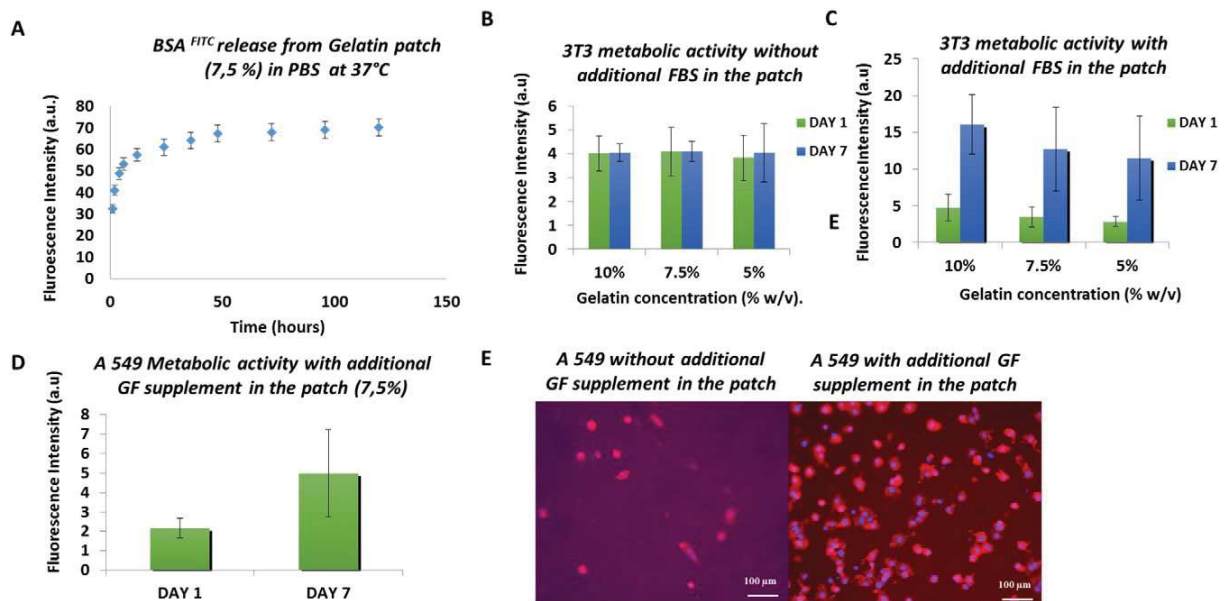 A
BSA FITC release from Gelatin patch
(7,5 %) in PBS at 37°C
Fluroescence Intensity (a.u.)
80
70
60
50
40
30
20
10
0
0 50 100 150
Time (hours)
B
3T3 metabolic activity without
additional FBS in the patch
Fluorescence Intensity (a.u)
6
5
4
3
2
1
0
DAY 1
DAY 7
10% 7.5% 5%
Gelatin concentration (% w/v).
C
3T3 metabolic activity with
additional FBS in the patch
Fluorescence Intensity (a.u)
25
20
15
10
5
0
DAY 1
DAY 7
E
10% 7.5% 5%
Gelatin concentration (% w/v)
D
A 549 Metabolic activity with additional
GF supplement in the patch (7,5%)
Fluorescence Intensity (a.u)
8
7
6
5
4
3
2
1
0
DAY 1 DAY 7
E
A 549 without additional
GF supplement in the patch
100 µm
A 549 with additional GF
supplement in the patch
100 µm